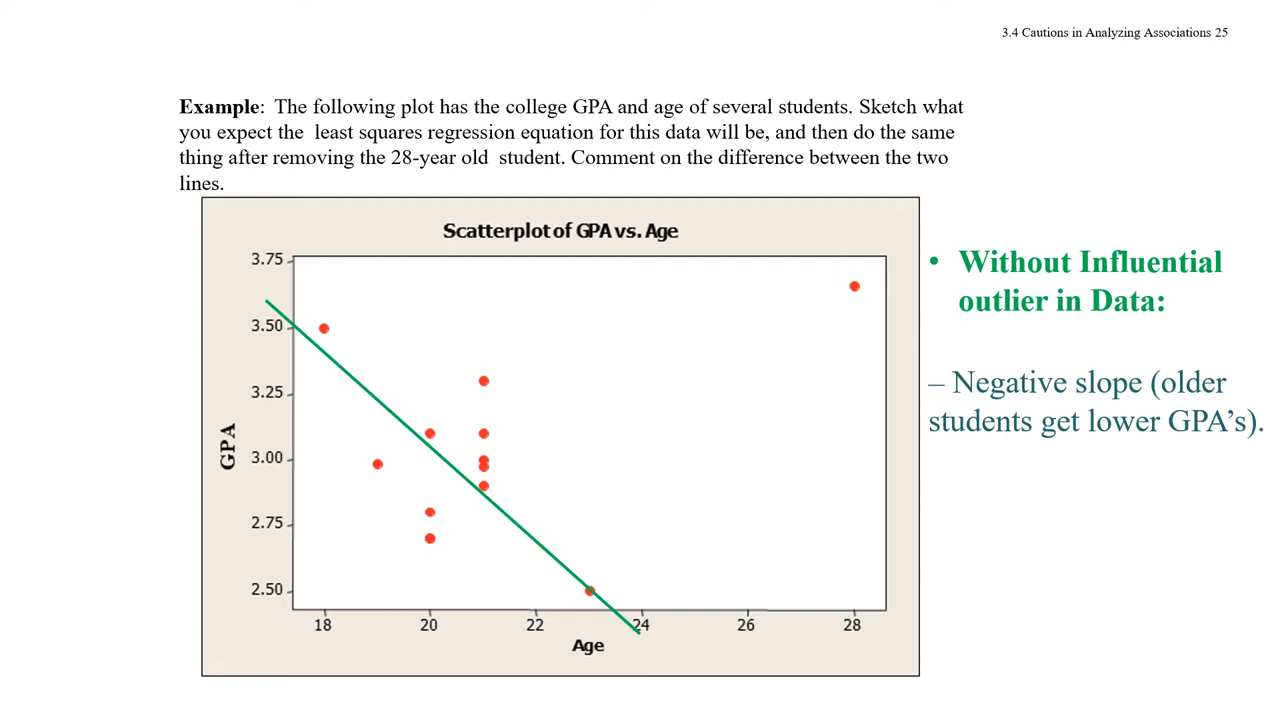 3.4 Cautions in Analyzing Associations 25
Example: The following plot has the college GPA and age of several students. Sketch what
you expect the least squares regression equation for this data will be, and then do the same
thing after removing the 28-year old student. Comment on the difference between the two
lines.
Scatterplot of GPA vs. Age
3.75
3.50
3.25
3.00
2.75
2.50
GPA
18 20 22 24 26 28
Age
• Without Influential
outlier in Data:
– Negative slope (older
students get lower GPA’s).